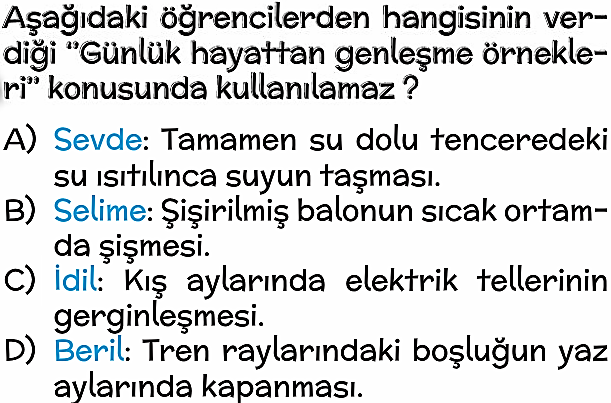 Aşağıdaki öğrencilerden hangisinin ver-
diği "Günlük hayattan genleşme örnekle-
ri" konusunda kullanılamaz ?
A) Sevde: Tamamen su dolu tenceredeki
su ısıtılınca suyun taşması.
B) Selime: Şişirilmiş balonun sıcak ortam-
da şişmesi.
C) İdil: Kış aylarında elektrik tellerinin
gerginleşmesi.
D) Beril: Tren raylarındaki boşluğun yaz
aylarında kapanması.